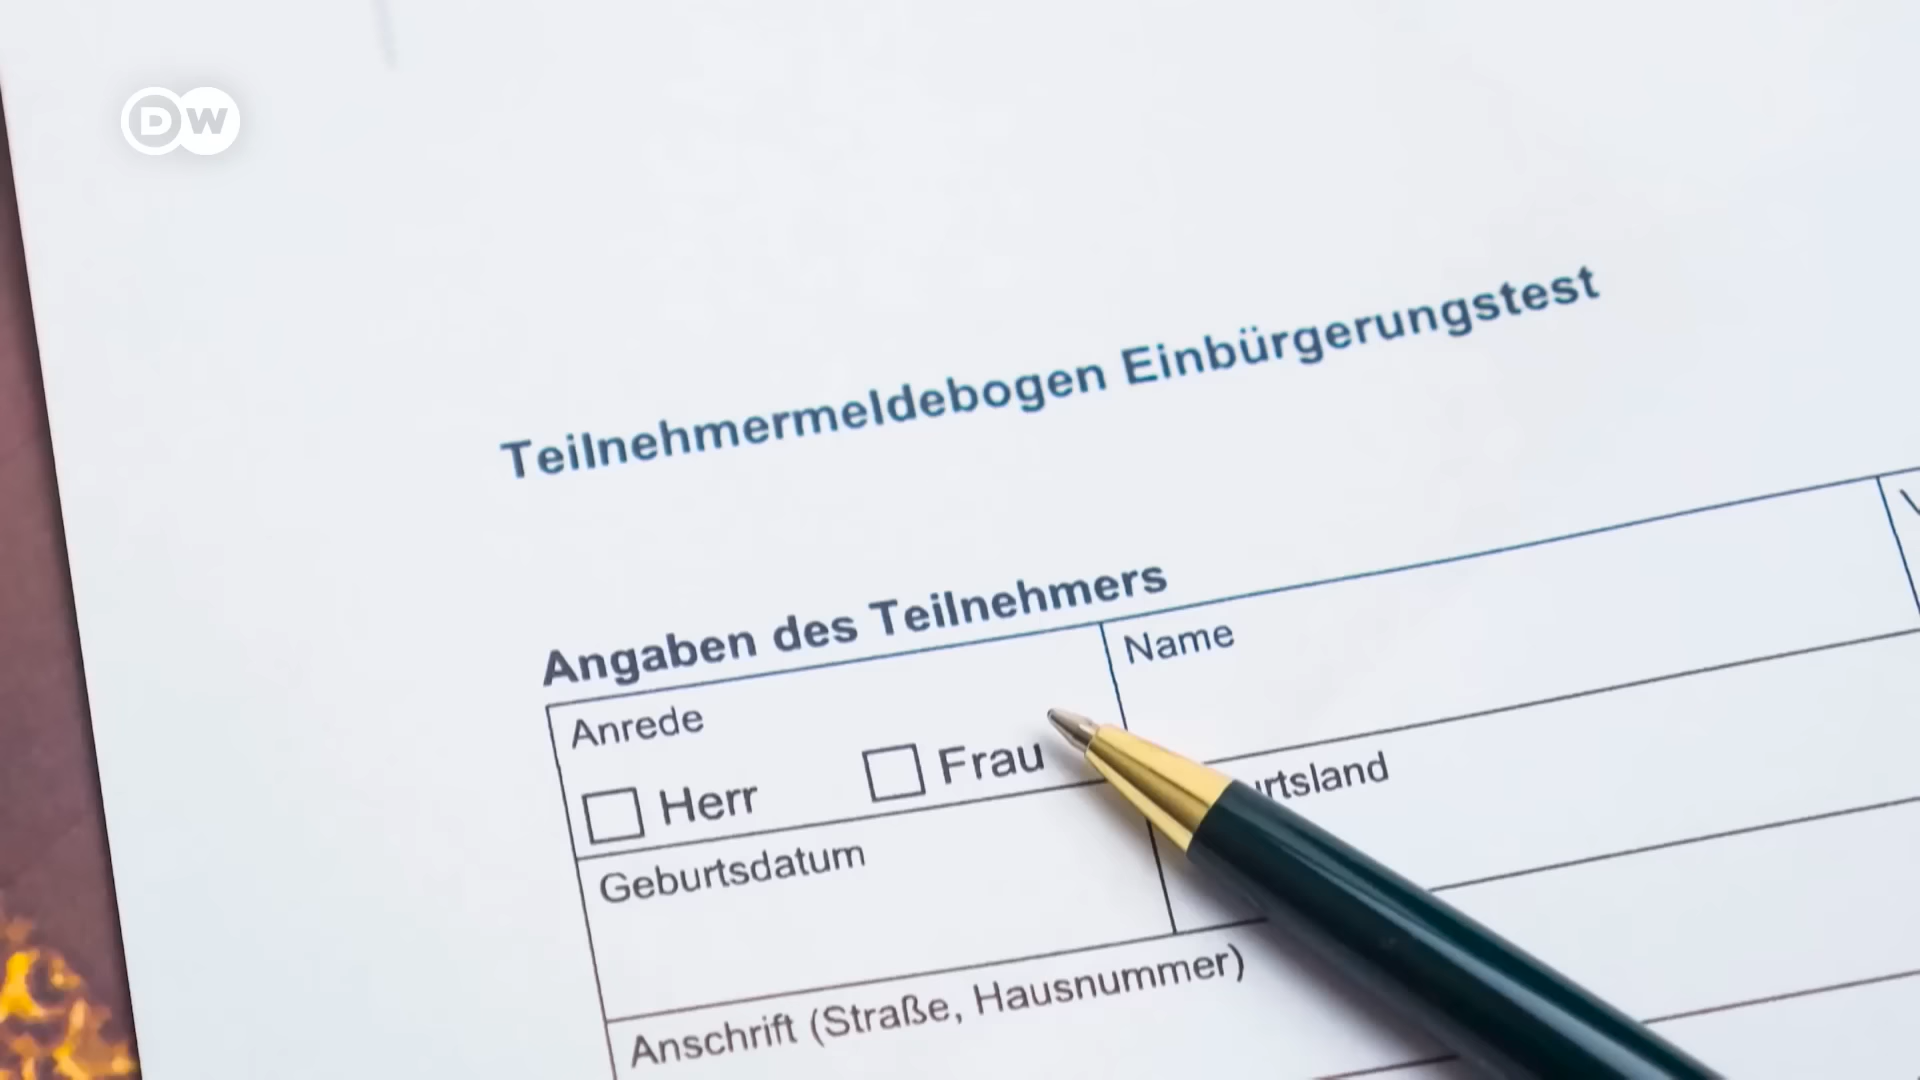 DW
Teilnehmermeldebogen Einbürgerungstest
Angaben des Teilnehmers
Anrede
Name
Herr
Frau
Geburtsdatum
Anschrift (Straße, Hausnummer)